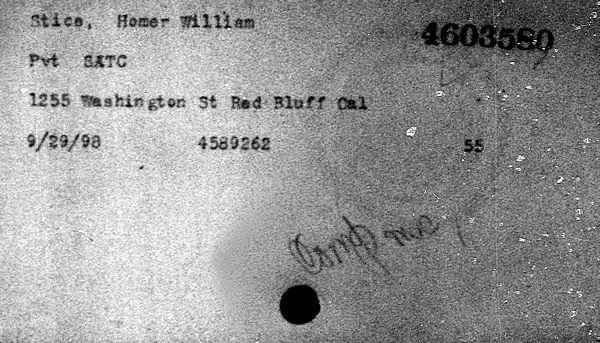 Stice, Homer William
4603580
Pvt SATC
1255 Washington St Red Bluff Cal
9/29/98 4589262 55